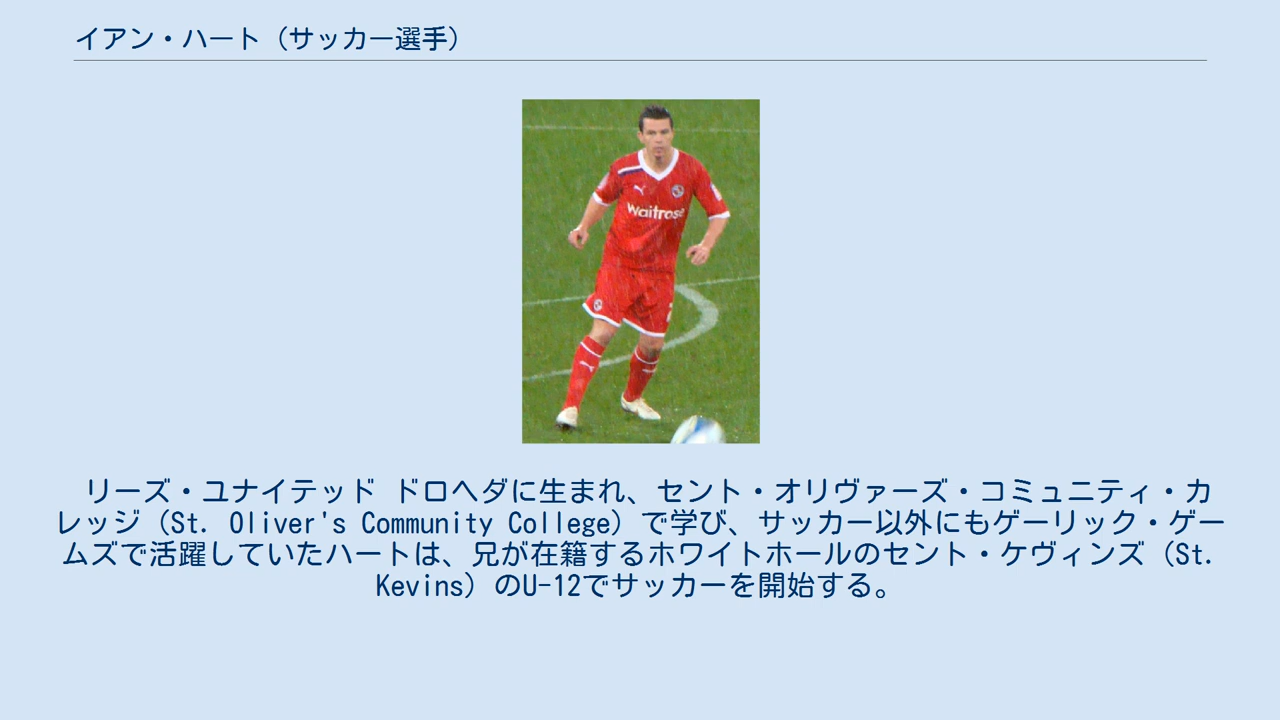 イアン・ハート（サッカー選手）
Waitrose
リーズ・ユナイテッド ドロヘダに生まれ、セント・オリヴァーズ・コミュニティ・カ
レッジ（St. Oliver's Community College）で学び、サッカー以外にもゲーリック・ゲー
ムズで活躍していたハートは、兄が在籍するホワイトホールのセント・ケヴィンズ（St.
Kevins）のU-12でサッカーを開始する。